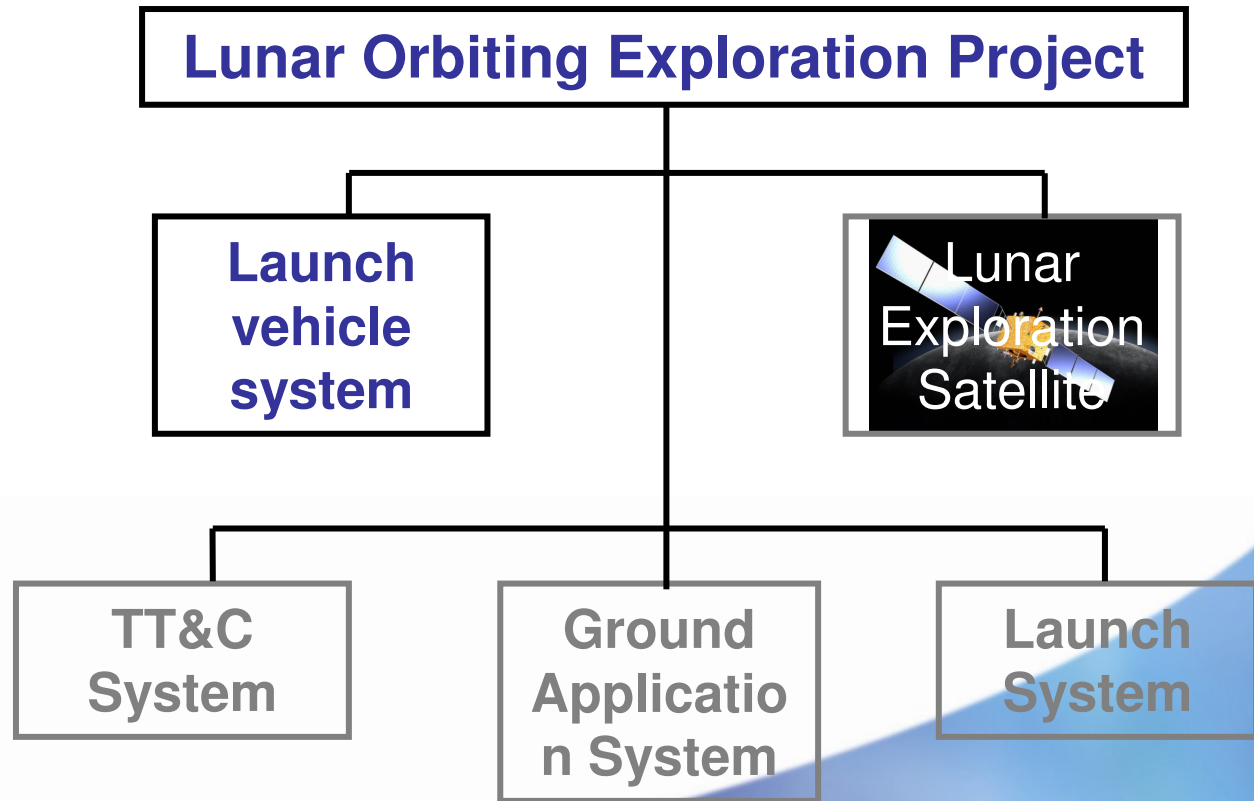 Lunar Orbiting Exploration Project
Launch
vehicle
system
Lunar
Exploration
Satellite
TT&C
System
Ground
Applicatio
n System
Launch
System